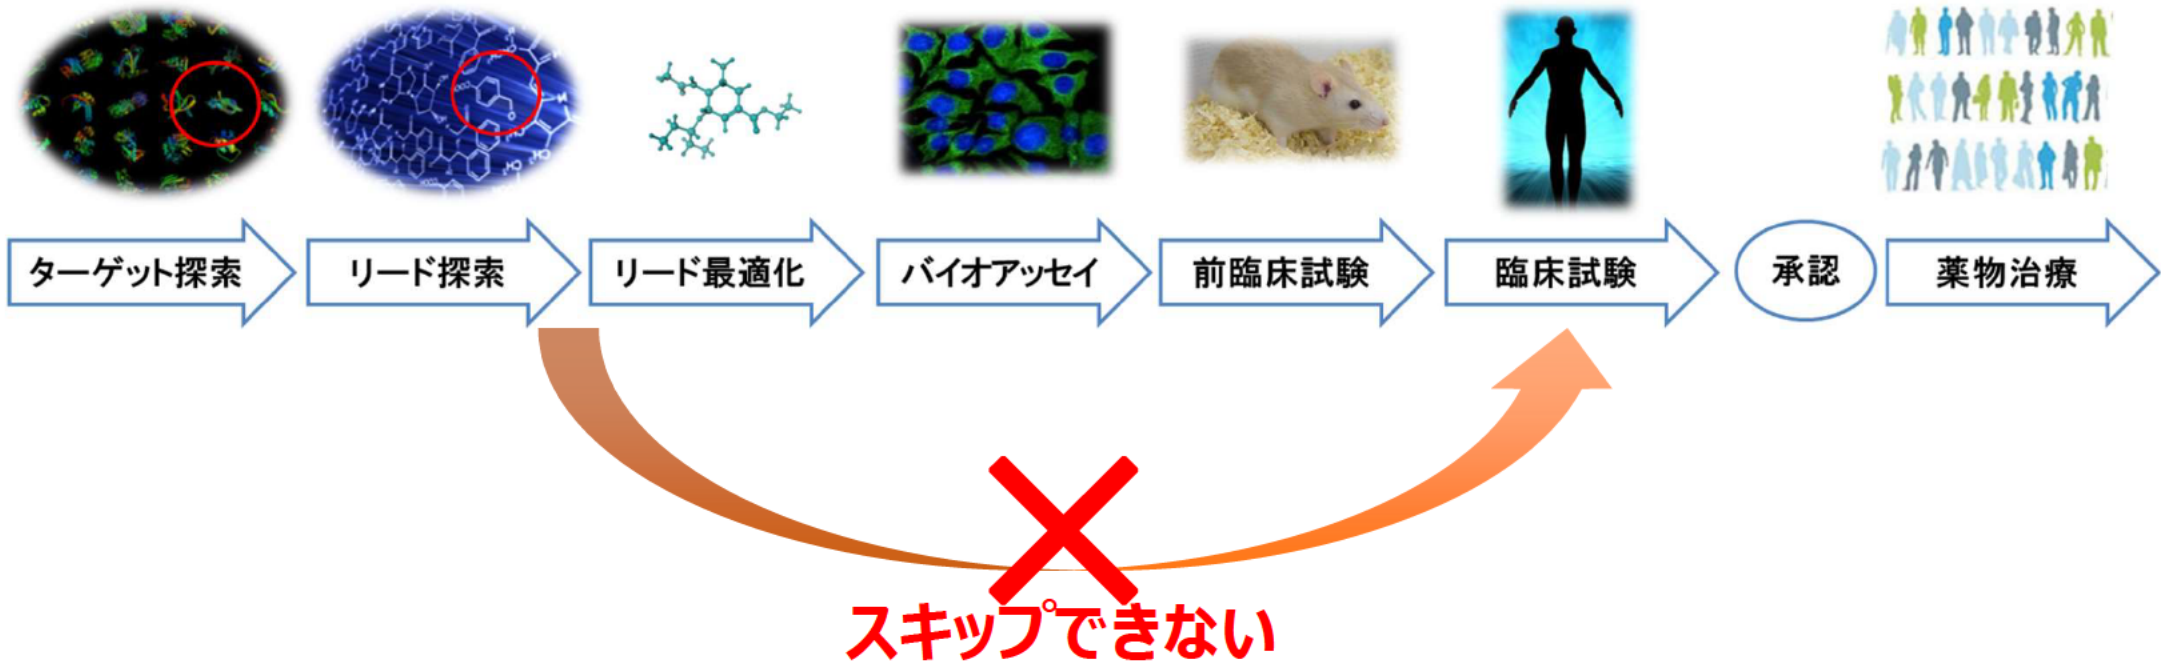 ターゲット探索
リード探索
リード最適化
バイオアッセイ
前臨床試験
臨床試験
承認
薬物治療
スキップできない